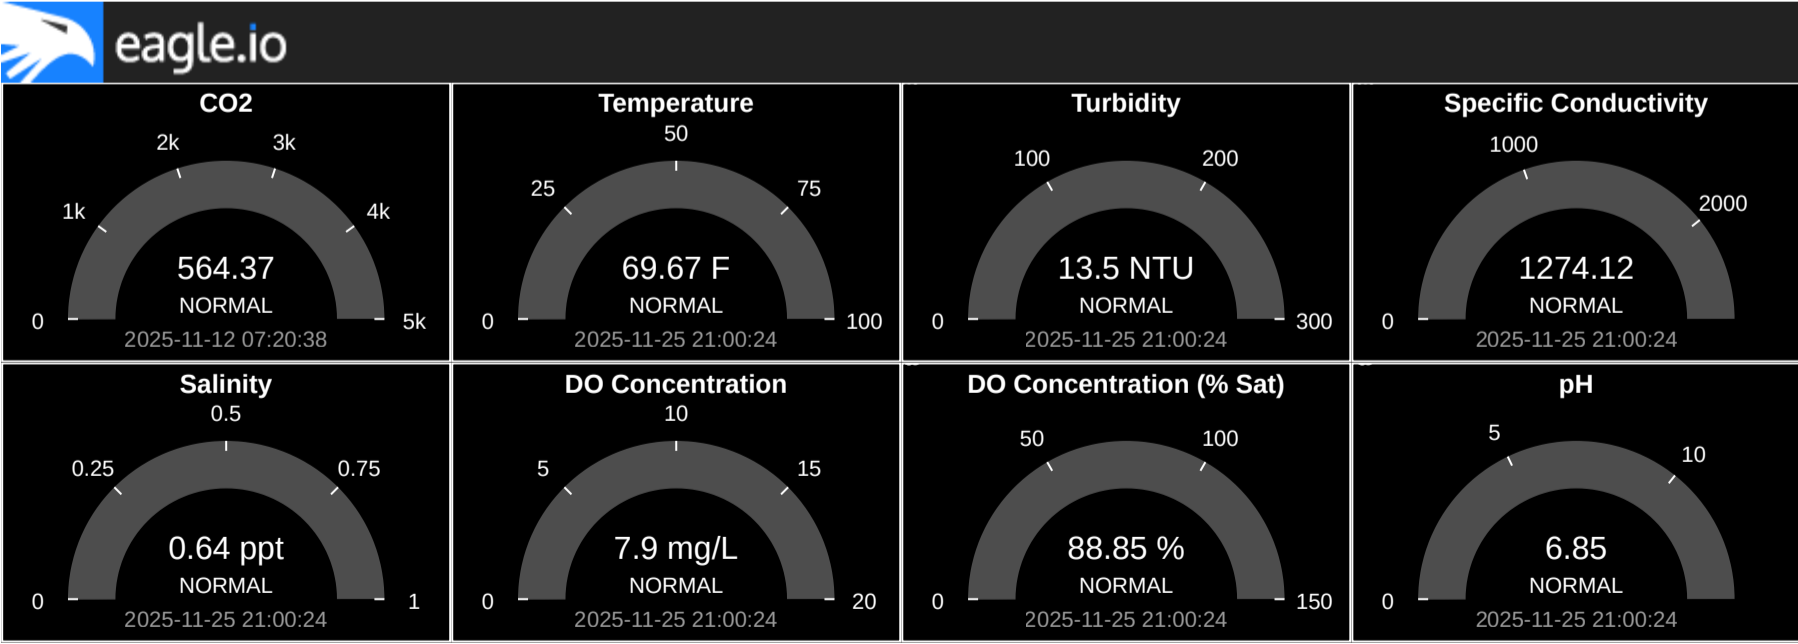 eagle.io
CO2
2k
3k
1k
4k
564.37
NORMAL
0
5k
2025-11-12 07:20:38
Temperature
50
25
75
69.67 F
NORMAL
0
100
2025-11-25 21:00:24
Turbidity
100
200
13.5 NTU
NORMAL
0
300
2025-11-25 21:00:24
Specific Conductivity
1000
2000
1274.12
NORMAL
0
2025-11-25 21:00:24
Salinity
0.5
0.25
0.75
0.64 ppt
NORMAL
0
1
2025-11-25 21:00:24
DO Concentration
10
5
15
7.9 mg/L
NORMAL
0
20
2025-11-25 21:00:24
DO Concentration (% Sat)
50
100
88.85 %
NORMAL
0
150
2025-11-25 21:00:24
pH
5
10
6.85
NORMAL
0
2025-11-25 21:00:24